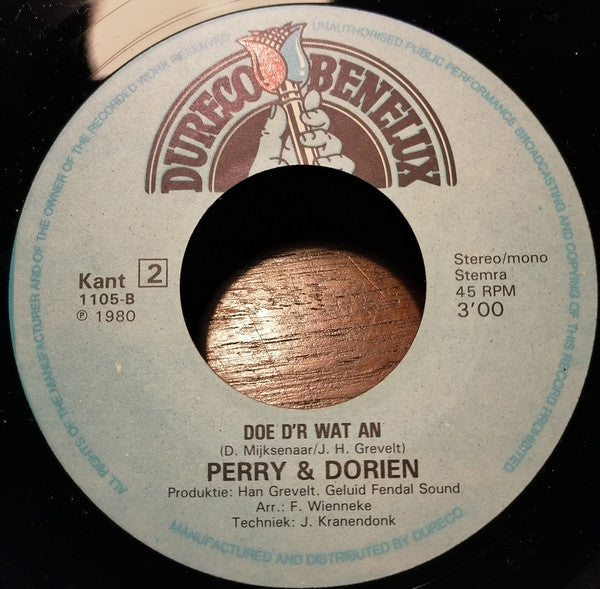 DURECO BENELUX
ALL RIGHTS OF THE MANUFACTURER AND OF THE OWNER OF THE RECORDED WORK RESERVED
UNAUTHORISED PUBLIC PERFORMANCE BROADCASTING AND COPYING OF THIS RECORD PROHIBITED
Kant 2
1105-B
℗ 1980
Stereo/mono
Stemra
45 RPM
3'00
DOE D'R WAT AN
(D. Mijksenaar/J. H. Grevelt)
PERRY & DORIEN
Produktie: Han Grevelt. Geluid Fendal Sound
Arr.: F. Wienneke
Techniek: J. Kranendonk
MANUFACTURED AND DISTRIBUTED BY DURECO